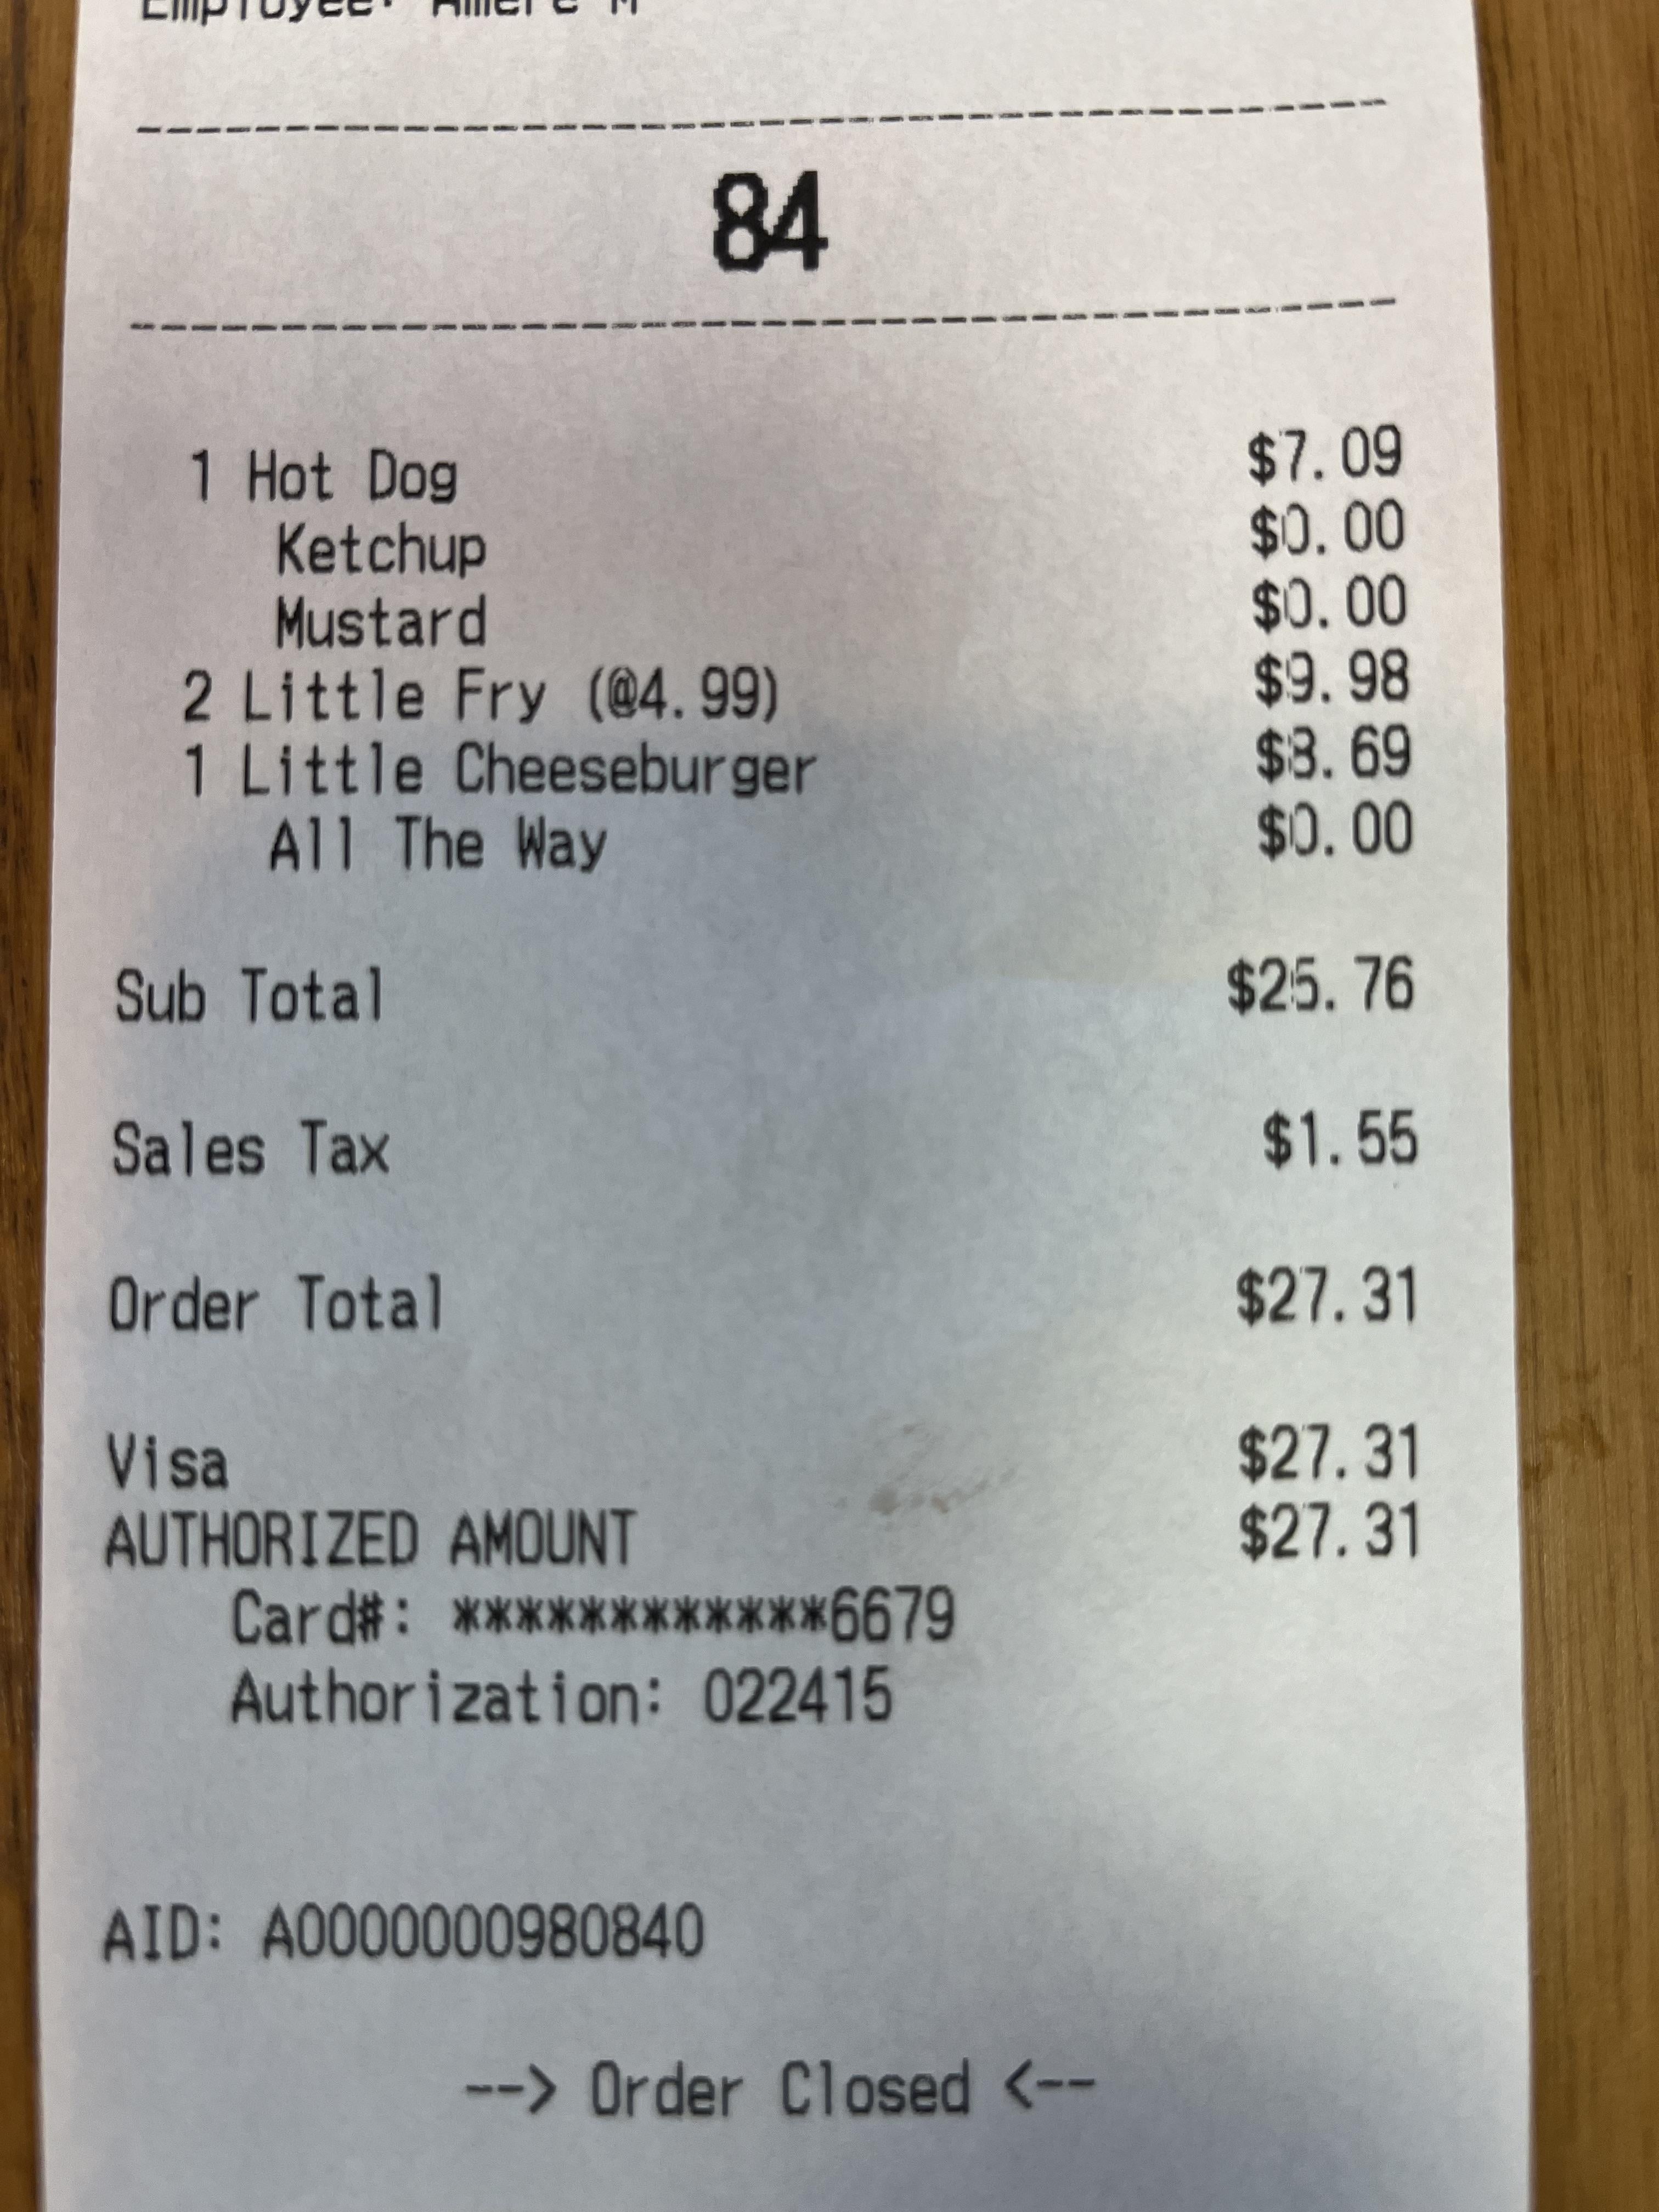 Employee: Amere M
84
1 Hot Dog $7.09
Ketchup $0.00
Mustard $0.00
2 Little Fry (@4.99) $9.98
1 Little Cheeseburger $8.69
All The Way $0.00
Sub Total $25.76
Sales Tax $1.55
Order Total $27.31
Visa $27.31
AUTHORIZED AMOUNT $27.31
Card#: ************6679
Authorization: 022415
AID: A0000000980840
--> Order Closed <--